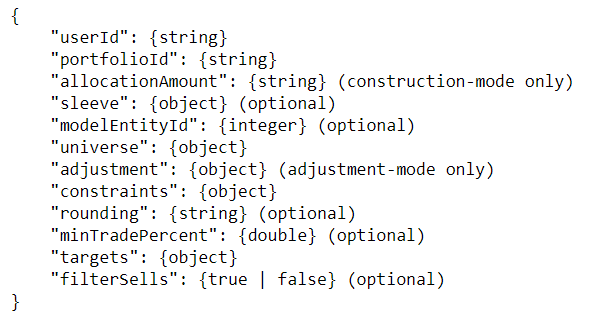 {
"userId": {string}
"portfolioId": {string}
"allocationAmount": {string} (construction-mode only)
"sleeve": {object} (optional)
"modelEntityId": {integer} (optional)
"universe": {object}
"adjustment": {object} (adjustment-mode only)
"constraints": {object}
"rounding": {string} (optional)
"minTradePercent": {double} (optional)
"targets": {object}
"filterSells": {true | false} (optional)
}